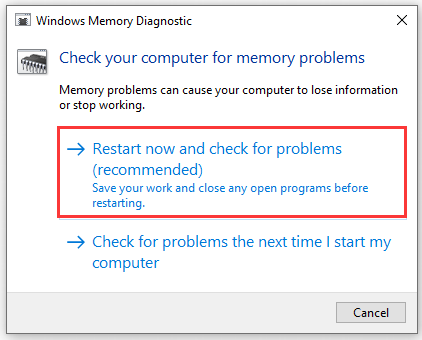 Windows Memory Diagnostic
Check your computer for memory problems
Memory problems can cause your computer to lose information
or stop working.
Restart now and check for problems
(recommended)
Save your work and close any open programs before
restarting.
Check for problems the next time I start my
computer
Cancel